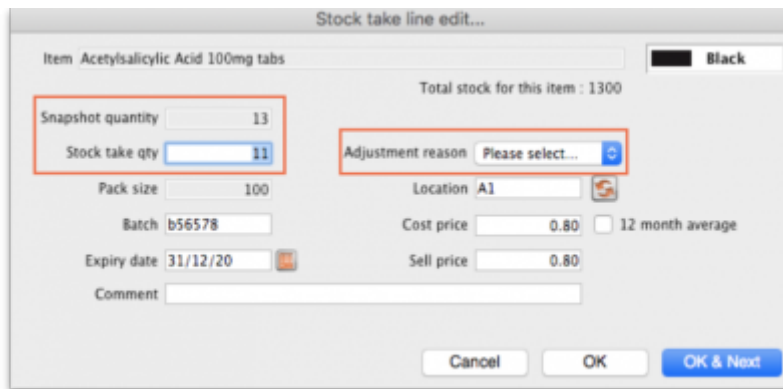 Stock take line edit...
Item Acetylsalicylic Acid 100mg tabs
Black
Total stock for this item : 1300
Snapshot quantity 13
Stock take qty 11 Adjustment reason Please select...
Pack size 100 Location A1
Batch b56578 Cost price 0.80 12 month average
Expiry date 31/12/20 Sell price 0.80
Comment
Cancel OK OK & Next